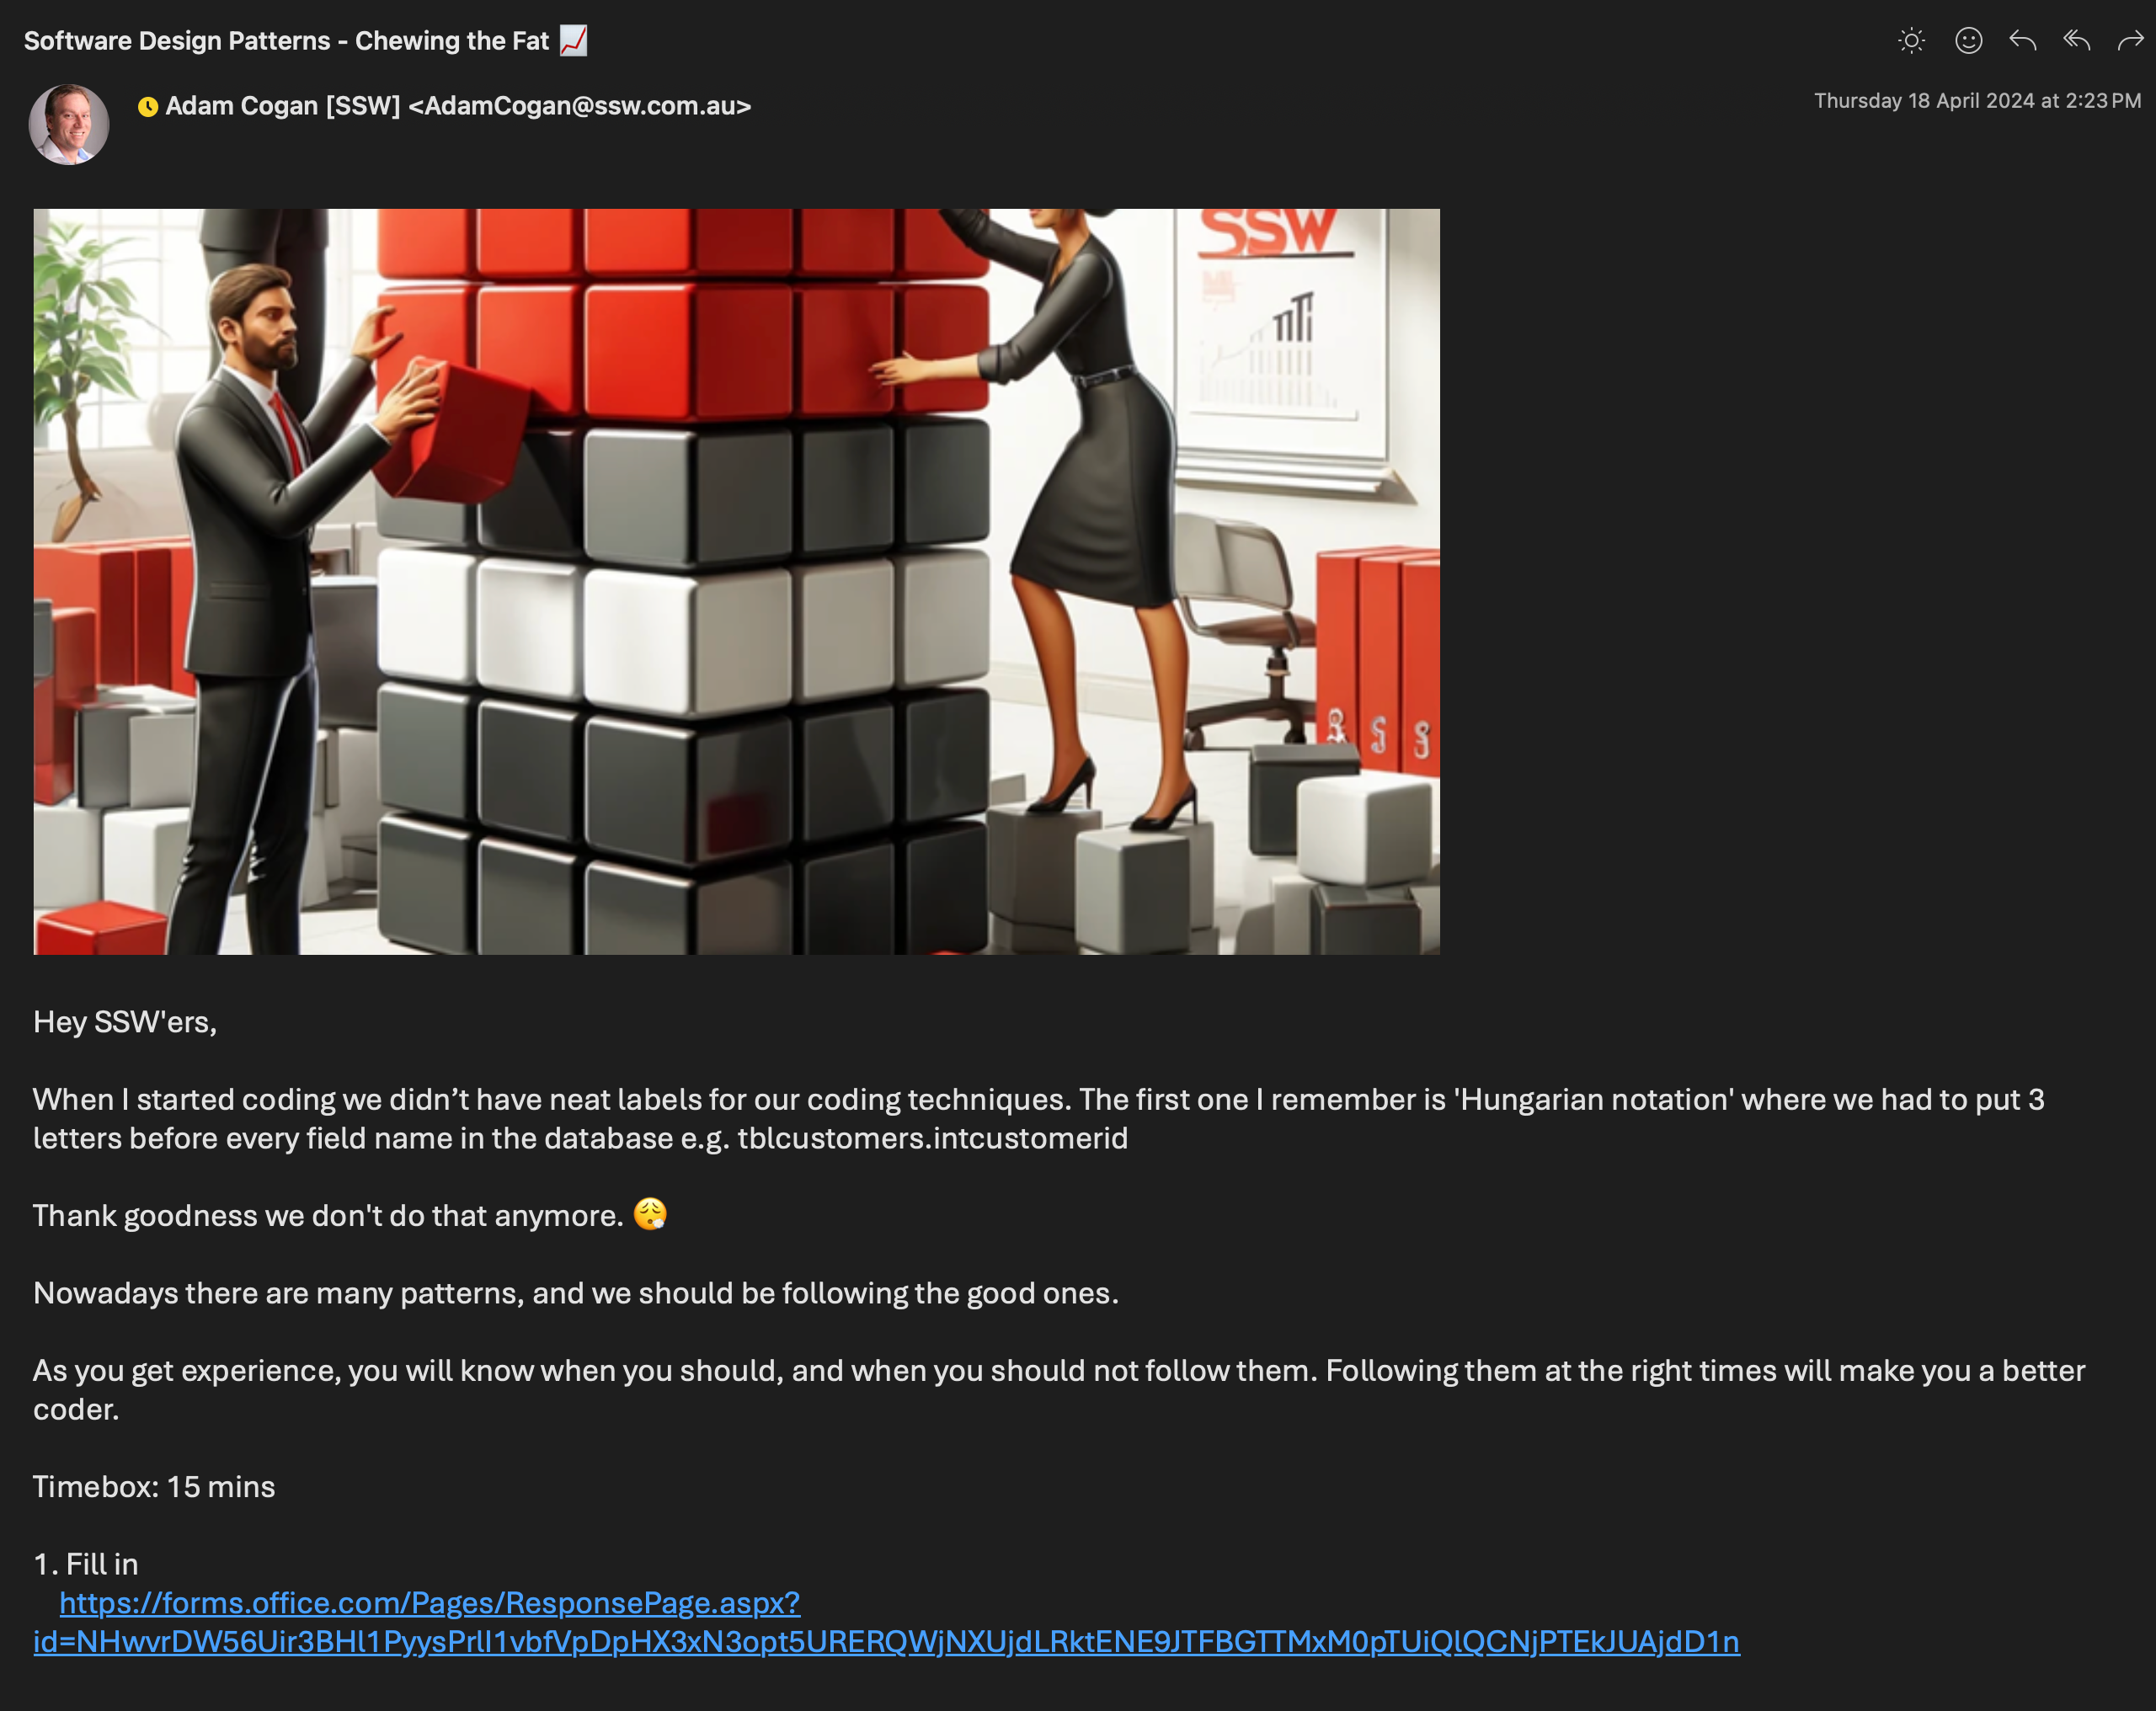 Software Design Patterns - Chewing the Fat 📈
Adam Cogan [SSW] <AdamCogan@ssw.com.au>
Thursday 18 April 2024 at 2:23 PM
SSW
Hey SSW'ers,
When I started coding we didn’t have neat labels for our coding techniques. The first one I remember is 'Hungarian notation' where we had to put 3
letters before every field name in the database e.g. tblcustomers.intcustomerid
Thank goodness we don't do that anymore. 😮‍💨
Nowadays there are many patterns, and we should be following the good ones.
As you get experience, you will know when you should, and when you should not follow them. Following them at the right times will make you a better
coder.
Timebox: 15 mins
1. Fill in
https://forms.office.com/Pages/ResponsePage.aspx?
id=NHwvrDW56Uir3BHl1PyysPrlI1vbfVpDpHX3xN3opt5URERQWjNXUjdLRktENE9JTFBGTTMxM0pTUiQlQCNjPTEkJUAjdD1n